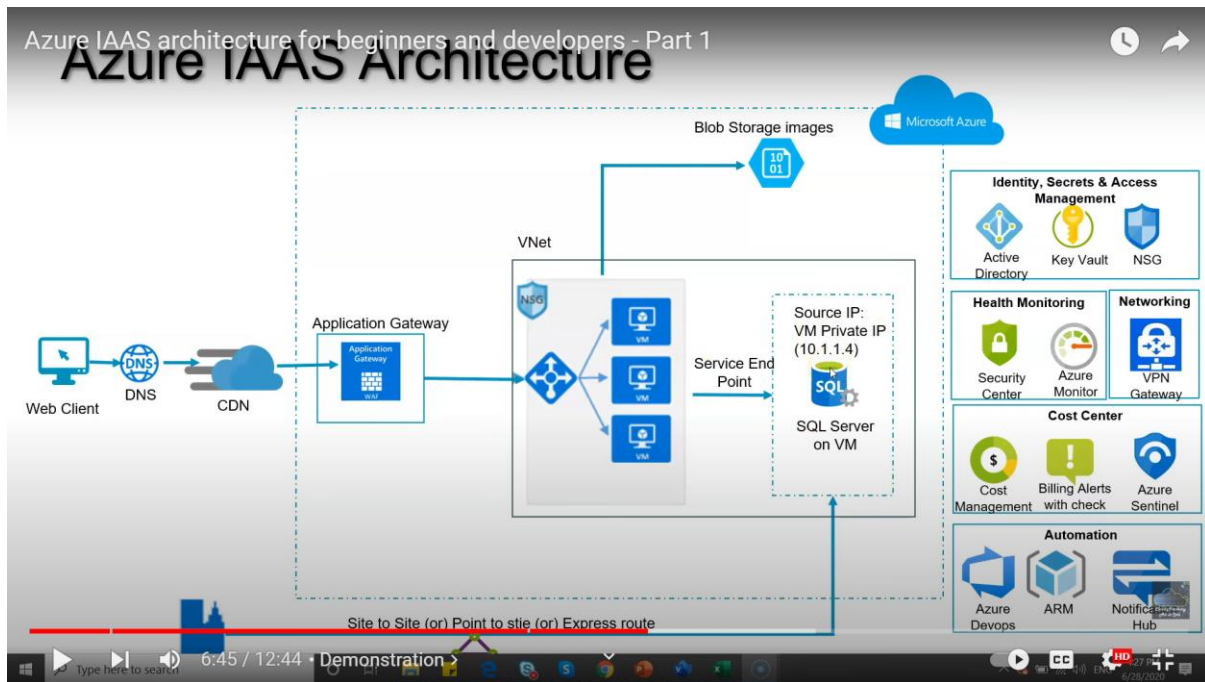 Azure IAAS architecture for beginners and developers - Part 1
Azure IAAS Architecture
Microsoft Azure
Blob Storage images
VNet
NSG
VM
VM
VM
Application Gateway
Application
Gateway
WAF
Web Client
DNS
DNS
CDN
Service End
Point
Source IP:
VM Private IP
(10.1.1.4)
SQL
SQL Server
on VM
10
01
Identity, Secrets & Access
Management
Active
Directory
Key Vault
NSG
Health Monitoring
Security
Center
Azure
Monitor
Networking
VPN
Gateway
Cost Center
$
Cost
Management
!
Billing Alerts
with check
Azure
Sentinel
Automation
Azure
Devops
ARM
Hub
Site to Site (or) Point to stie (or) Express route
6:45 / 12:44 • Demonstration >
Type here to search
CC
HD
6/28/2020